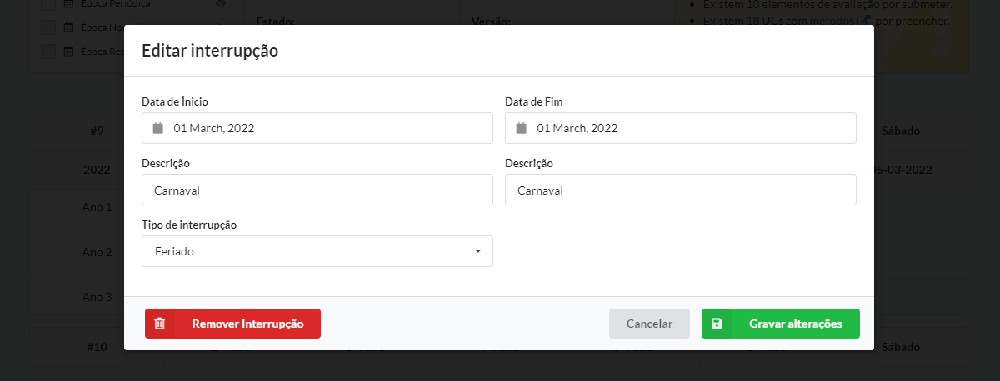 Época Periódica
Existem 10 elementos de avaliação por submeter.
Época No
Estado:
Versão:
Existem 18 UCs com métodos por preencher.
Época Rec
Editar interrupção
Data de Ínicio
Data de Fim
01 March, 2022
01 March, 2022
#9
Sábado
Descrição
Descrição
2022
05-03-2022
Carnaval
Carnaval
Ano 1
Tipo de interrupção
Ano 2
Feriado
Ano 3
Remover Interrupção
Cancelar
Gravar alterações
#10
Sábado